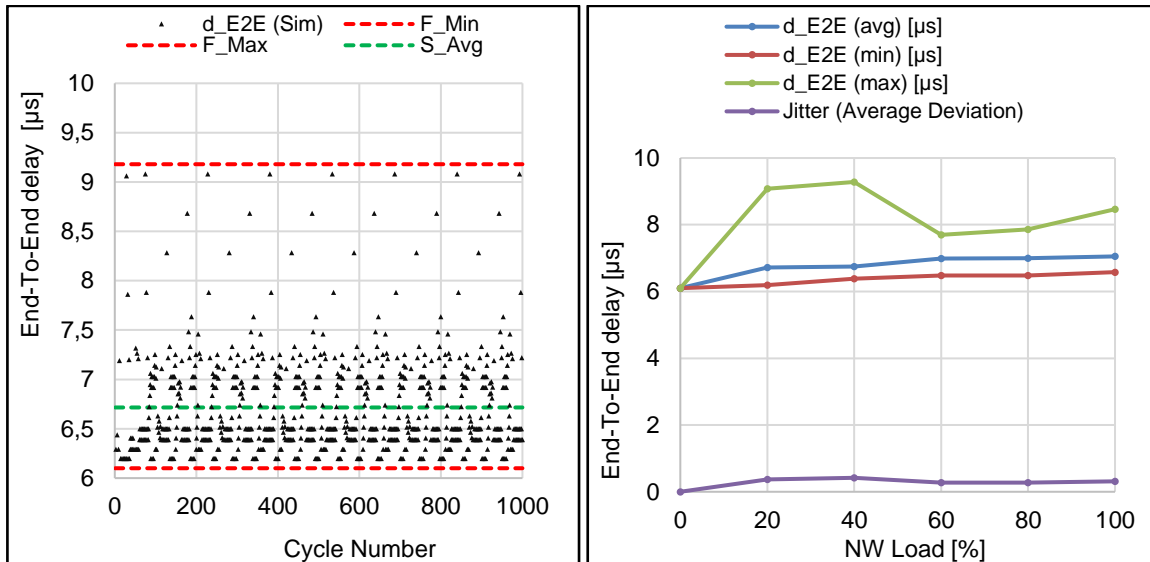 d_E2E (Sim) F_Min
F_Max S_Avg
End-To-End delay [µs]
10
9,5
9
8,5
8
7,5
7
6,5
6
0 200 400 600 800 1000
Cycle Number
d_E2E (avg) [µs]
d_E2E (min) [µs]
d_E2E (max) [µs]
Jitter (Average Deviation)
End-To-End delay [µs]
10
8
6
4
2
0
0 20 40 60 80 100
NW Load [%]